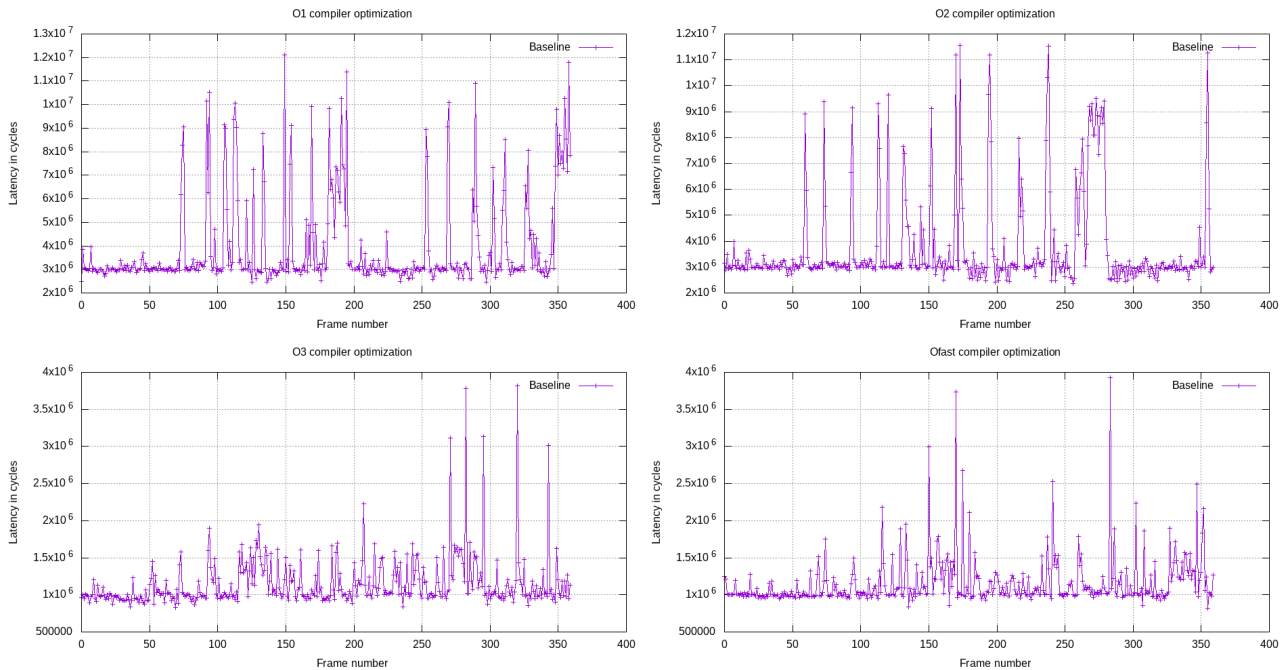 O1 compiler optimization
Latency in cycles
1.3x10^7
1.2x10^7
1.1x10^7
1x10^7
9x10^6
8x10^6
7x10^6
6x10^6
5x10^6
4x10^6
3x10^6
2x10^6
Baseline
0 50 100 150 200 250 300 350 400
Frame number
O2 compiler optimization
Latency in cycles
1.2x10^7
1.1x10^7
1x10^7
9x10^6
8x10^6
7x10^6
6x10^6
5x10^6
4x10^6
3x10^6
2x10^6
Baseline
0 50 100 150 200 250 300 350 400
Frame number
O3 compiler optimization
Latency in cycles
4x10^6
3.5x10^6
3x10^6
2.5x10^6
2x10^6
1.5x10^6
1x10^6
500000
Baseline
0 50 100 150 200 250 300 350 400
Frame number
Ofast compiler optimization
Latency in cycles
4x10^6
3.5x10^6
3x10^6
2.5x10^6
2x10^6
1.5x10^6
1x10^6
500000
Baseline
0 50 100 150 200 250 300 350 400
Frame number